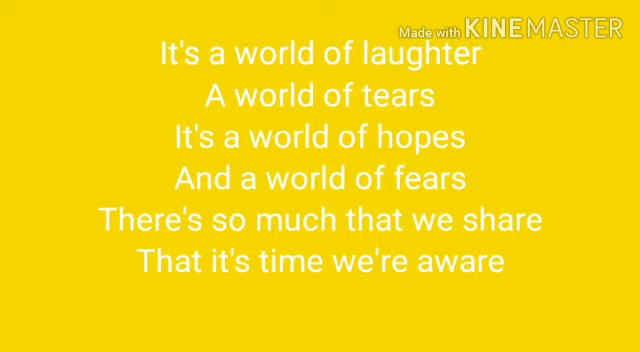 Made with KINEMASTER
It's a world of laughter
A world of tears
It's a world of hopes
And a world of fears
There's so much that we share
That it's time we're aware